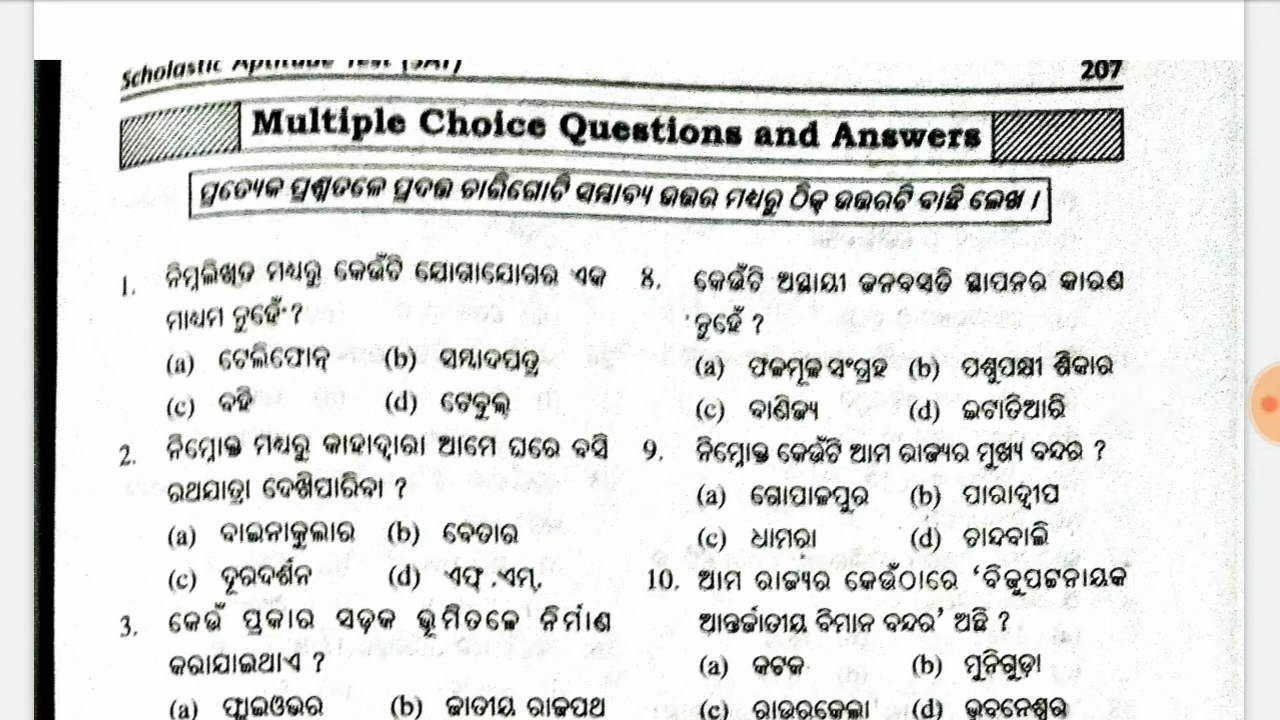 Scholastic Aptitude Test (SAT)
207
Multiple Choice Questions and Answers
ପ୍ରତ୍ୟେକ ପ୍ରଶ୍ନତଳେ ପ୍ରଦତ୍ତ ଚାରିଗୋଟି ସମ୍ଭାବ୍ୟ ଉତ୍ତର ମଧ୍ୟରୁ ଠିକ୍ ଉତ୍ତରଟି ବାଛି ଲେଖ ।
1. ନିମ୍ନଲିଖିତ ମଧ୍ୟରୁ କେଉଁଟି ଯୋଗାଯୋଗର ଏକ
ମାଧ୍ୟମ ନୁହେଁ ?
(a) ଟେଲିଫୋନ୍ (b) ସମ୍ବାଦପତ୍ର
(c) ବହି (d) ଟେବୁଲ୍
2. ନିମ୍ନୋକ୍ତ ମଧ୍ୟରୁ କାହାଦ୍ୱାରା ଆମେ ଘରେ ବସି
ରଥଯାତ୍ରା ଦେଖିପାରିବା ?
(a) ବାଇନାକୁଲାର (b) ବେତାର
(c) ଦୂରଦର୍ଶନ (d) ଏଫ୍.ଏମ୍.
3. କେଉଁ ପ୍ରକାର ସଡ଼କ ଭୂମିତଳେ ନିର୍ମାଣ
କରାଯାଇଥାଏ ?
(a) ଫ୍ଲାଇଓଭର (b) ଜାତୀୟ ରାଜପଥ
8. କେଉଁଟି ଅସ୍ଥାୟୀ ଜନବସତି ସ୍ଥାପନର କାରଣ
ନୁହେଁ ?
(a) ଫଳମୂଳ ସଂଗ୍ରହ (b) ପଶୁପକ୍ଷୀ ଶିକାର
(c) ବାଣିଜ୍ୟ (d) ଇଟାତିଆରି
9. ନିମ୍ନୋକ୍ତ କେଉଁଟି ଆମ ରାଜ୍ୟର ମୁଖ୍ୟ ବନ୍ଦର ?
(a) ଗୋପାଳପୁର (b) ପାରାଦ୍ୱୀପ
(c) ଧାମରା (d) ଚାନ୍ଦବାଲି
10. ଆମ ରାଜ୍ୟର କେଉଁଠାରେ ‘ବିଜୁପଟ୍ଟନାୟକ
ଆନ୍ତର୍ଜାତୀୟ ବିମାନ ବନ୍ଦର’ ଅଛି ?
(a) କଟକ (b) ମୁନିଗୁଡ଼ା
(c) ରାଉରକେଲା (d) ଭୁବନେଶ୍ୱର